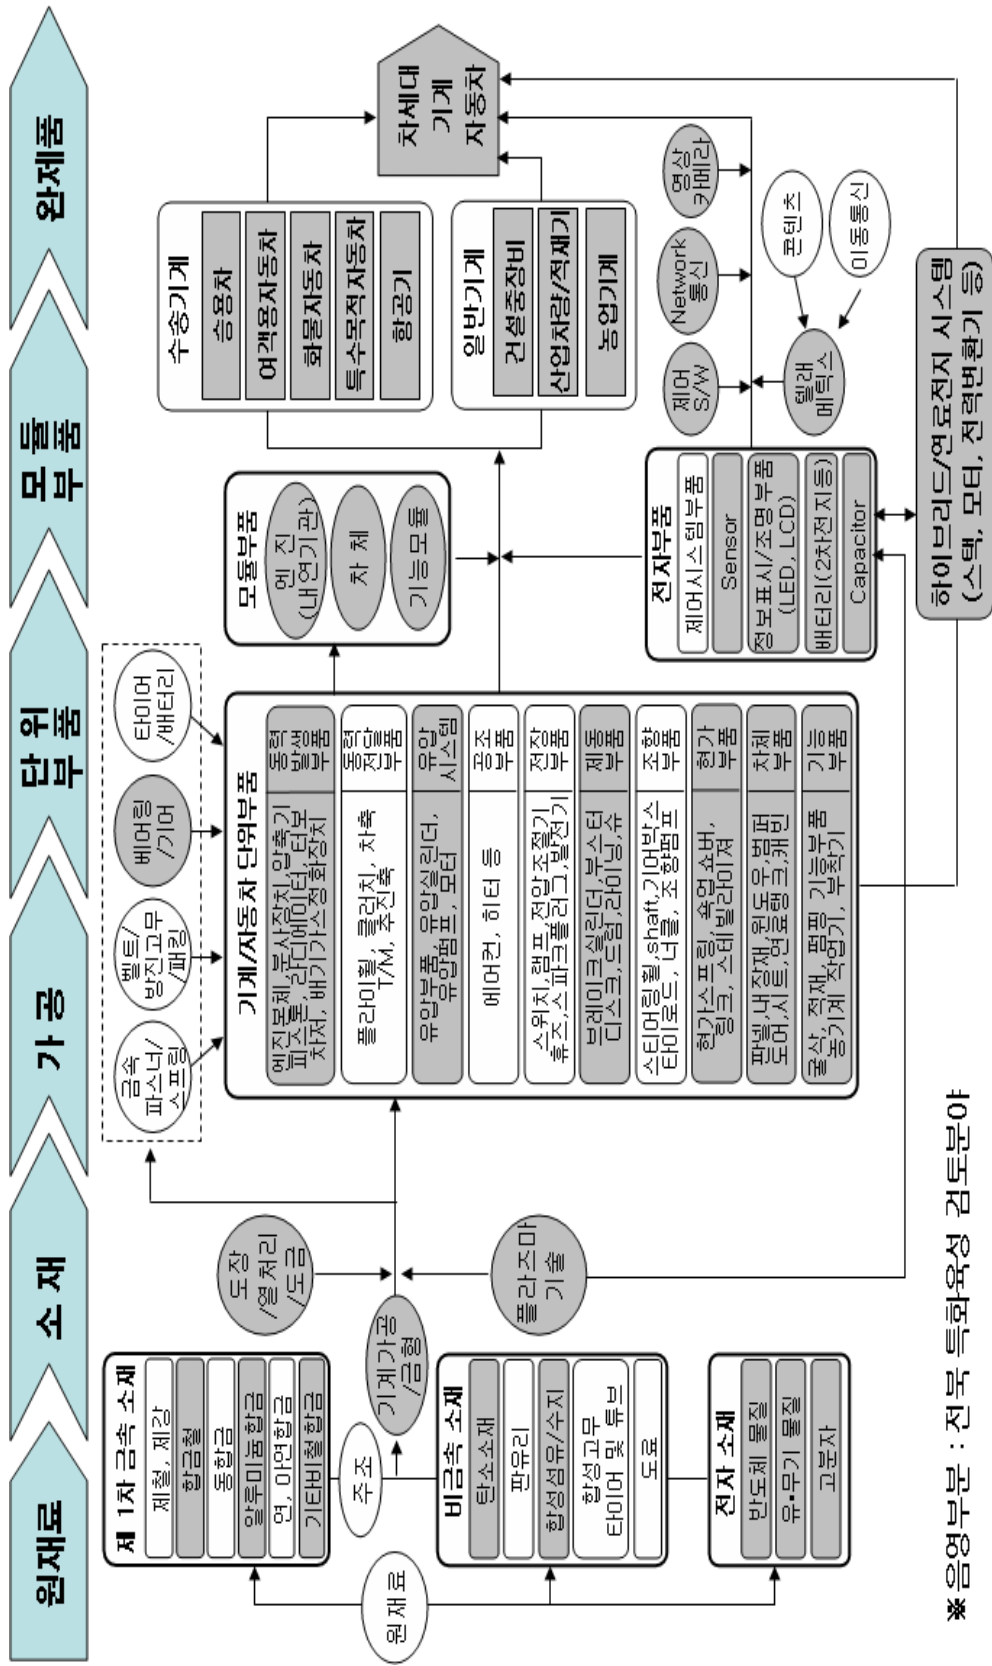 원재료
소 재
가 공
단 위
부 품
모 듈
부 품
완제품
원재료
제 1차 금속 소재
제철, 제강
합금철
동합금
알루미늄합금
연, 아연합금
기타비철합금
주조
비금속 소재
탄소소재
판유리
합성섬유/수지
합성고무
타이어 및 튜브
도료
전자 소재
반도체 물질
유•무기 물질
고분자
기계가공
/금형
도장
/열처리
/도금
플라즈마
기술
금속
파스너/
스프링
벨트/
방진고무
/패킹
베어링
/기어
타이어
/배터리
기계/자동차 단위부품
엔진본체, 분사장치,압축기
피스톤, 라디에이터,터보
차저, 배기가스정화장치
동력
발생
부품
플라이휠, 클러치, 차축
T/M, 추진축
동력
전달
부품
유압부품, 유압실린더,
유압펌프, 모터
유압
시스템
에어컨, 히터 등
공조
부품
스위치,램프,전압조절기
휴즈,스파크플러그,발전기
전장
부품
브레이크실린더,부스터
디스크,드럼,라이닝,슈
제동
부품
스티어링휠,shaft,기어박스
타이로드, 너클, 조향펌프
조향
부품
현가스프링, 쇽업쇼버,
링크, 스테빌라이져
현가
부품
판넬,내장재,윈도우,범퍼
도어,시트,연료탱크,캐빈
차체
부품
굴삭, 적재, 펌핑 기능부품
농기계 작업기, 부착기
기능
부품
모듈부품
엔 진
(내연기관)
차 체
기능모듈
전자부품
제어시스템부품
Sensor
정보표시/조명부품
(LED, LCD)
배터리(2차전지등)
Capacitor
수송기계
승용차
여객용자동차
화물자동차
특수목적자동차
항공기
일반기계
건설중장비
산업차량/적재기
농업기계
제어
S/W
Network
통신
영상
카메라
텔래
메틱스
콘텐츠
이동통신
차세대
기계
자동차
하이브리드/연료전지 시스템
(스택, 모터, 전력변환기 등)
※음영부분 : 전북 특화육성 검토분야